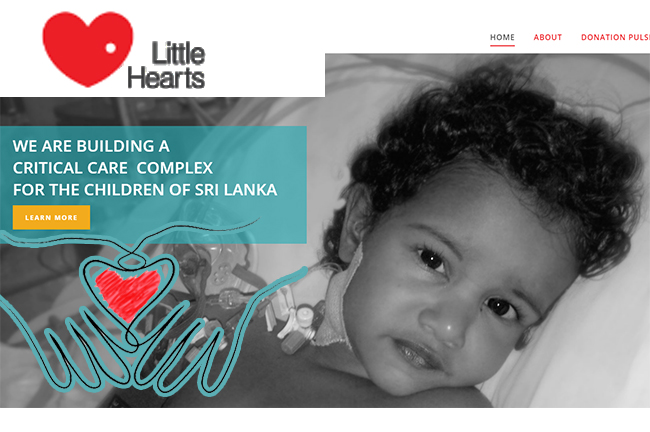 Little
Hearts
HOME ABOUT DONATION PULS
WE ARE BUILDING A
CRITICAL CARE COMPLEX
FOR THE CHILDREN OF SRI LANKA
LEARN MORE